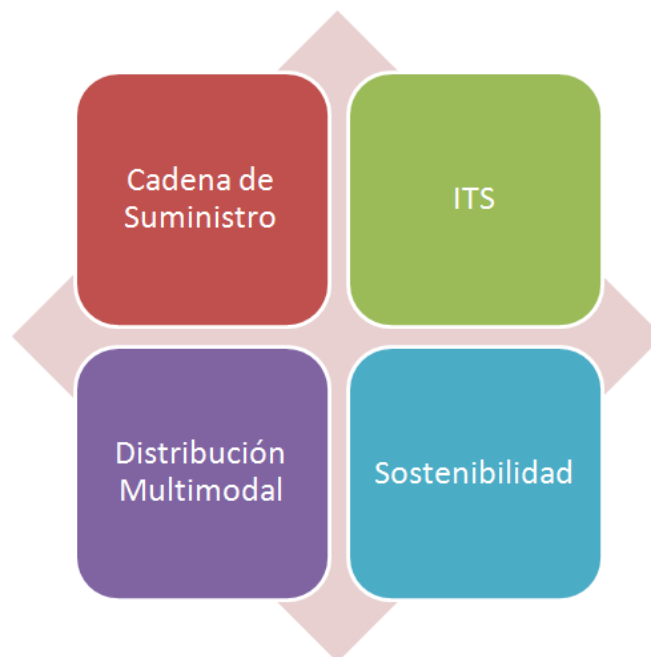 Cadena de
Suministro
ITS
Distribución
Multimodal
Sostenibilidad